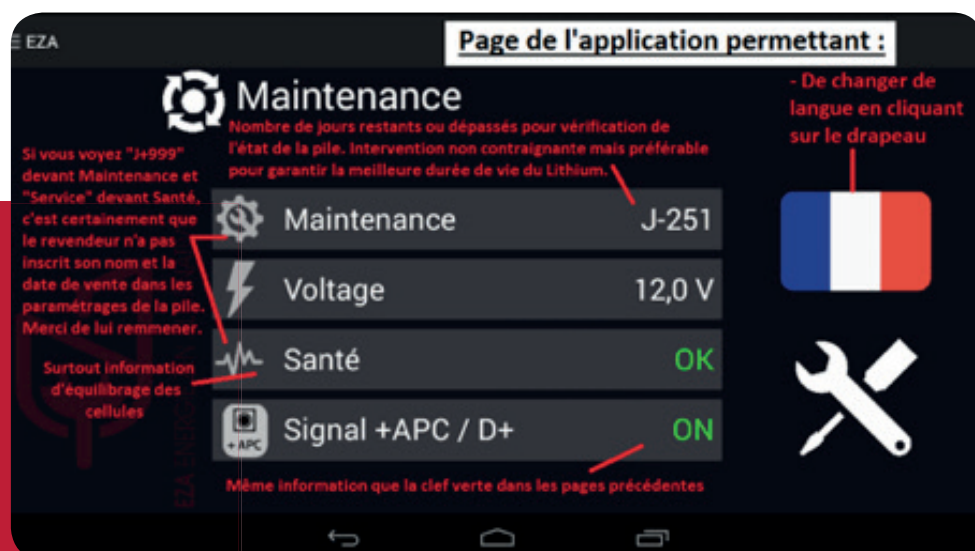 EZA
Page de l'application permettant :
Maintenance
- De changer de
langue en cliquant
sur le drapeau
Nombre de jours restants ou dépassés pour vérification de
l'état de la pile. Intervention non contraignante mais préférable
pour garantir la meilleure durée de vie du Lithium.
Si vous voyez "J+999"
devant Maintenance et
"Service" devant Santé,
c'est certainement que
le revendeur n'a pas
inscrit son nom et la
date de vente dans les
paramétrages de la pile.
Merci de lui remmener.
Maintenance J-251
Voltage 12,0 V
Santé OK
Surtout information
d'équilibrage des
cellules
+ APC
Signal +APC / D+ ON
Même information que la clef verte dans les pages précédentes